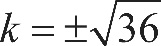 k = ±√36